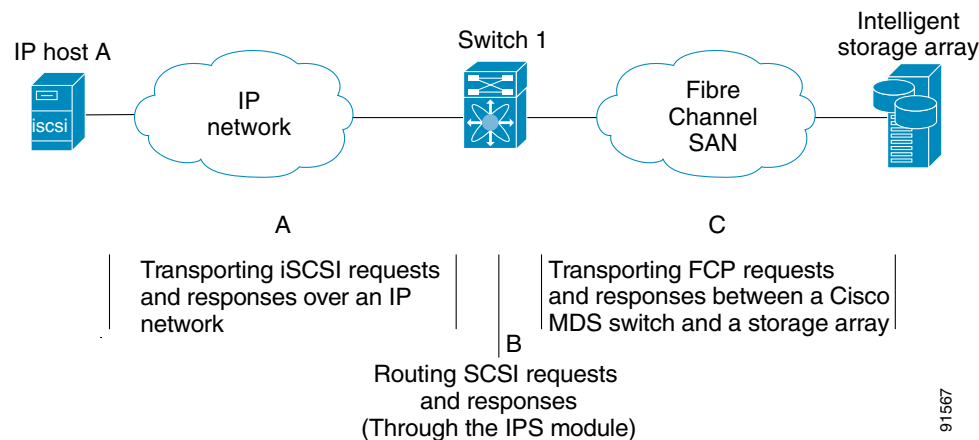 Intelligent
storage array
IP host A
Switch 1
iscsi
IP
network
Fibre
Channel
SAN
A
C
Transporting iSCSI requests
and responses over an IP
network
Transporting FCP requests
and responses between a Cisco
MDS switch and a storage array
B
Routing SCSI requests
and responses
(Through the IPS module)
91567